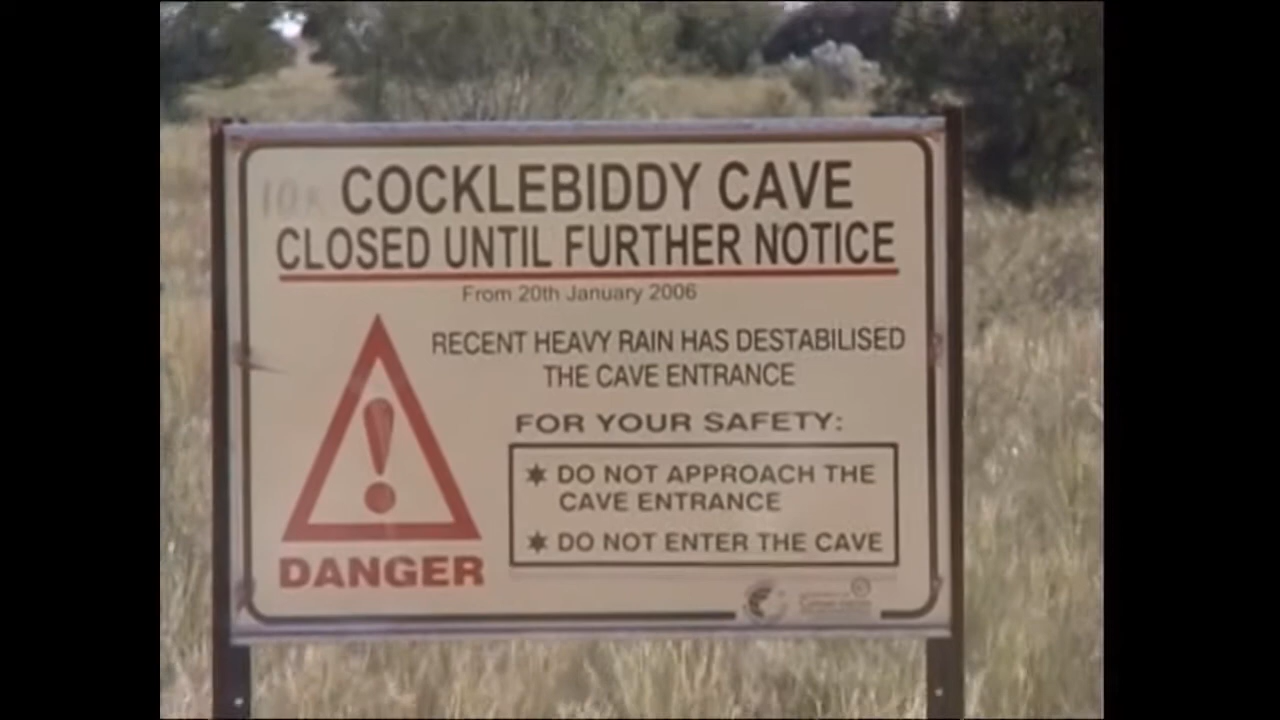 COCKLEBIDDY CAVE
CLOSED UNTIL FURTHER NOTICE
From 20th January 2006
RECENT HEAVY RAIN HAS DESTABILISED
THE CAVE ENTRANCE
FOR YOUR SAFETY:
✶ DO NOT APPROACH THE
CAVE ENTRANCE
✶ DO NOT ENTER THE CAVE
DANGER